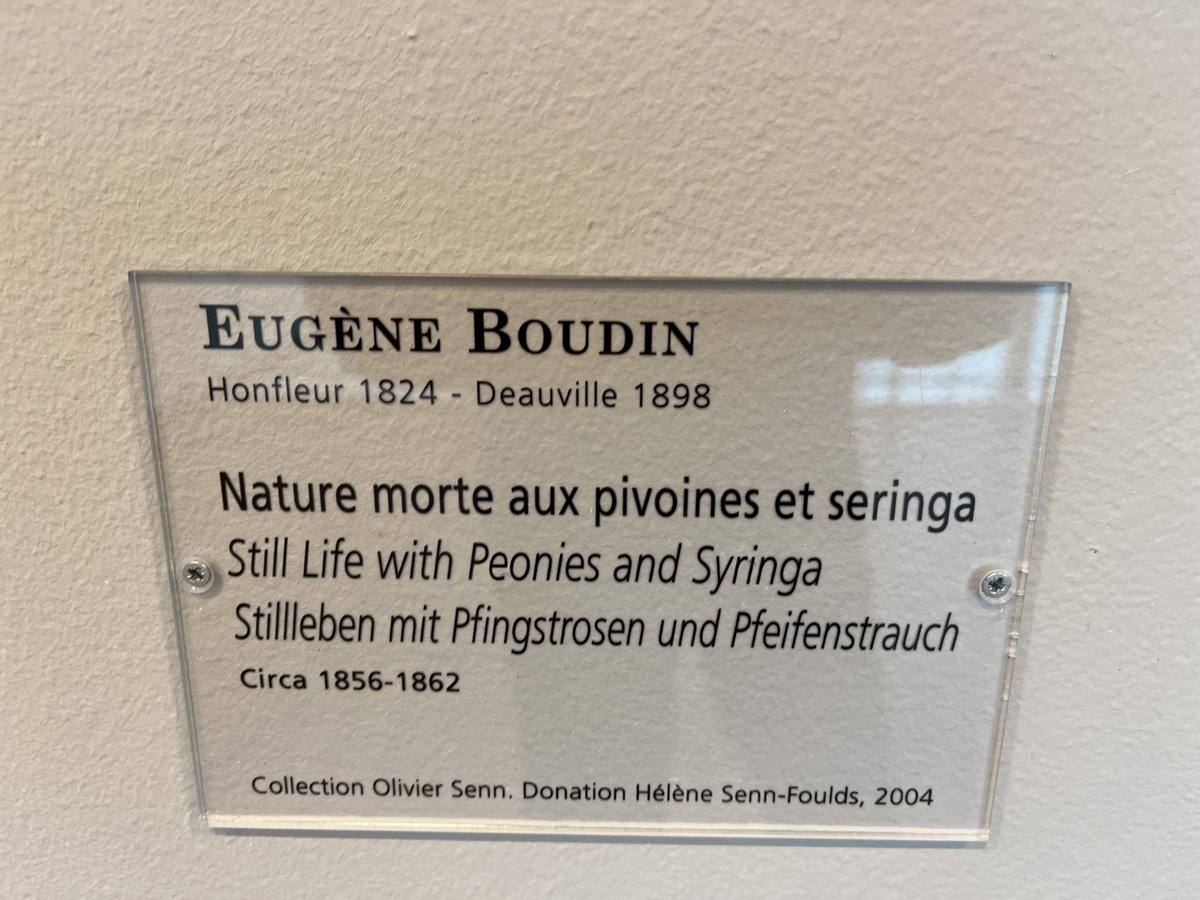 EUGÈNE BOUDIN
Honfleur 1824 - Deauville 1898
Nature morte aux pivoines et seringa
Still Life with Peonies and Syringa
Stillleben mit Pfingstrosen und Pfeifenstrauch
Circa 1856-1862
Collection Olivier Senn. Donation Hélène Senn-Foulds, 2004